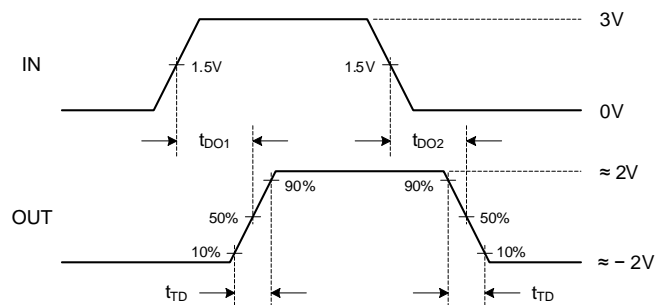 3V
IN
1.5V
1.5V
0V
tDO1
tDO2
≈ 2V
90%
90%
OUT
50%
50%
10%
10%
≈ − 2V
tTD
tTD